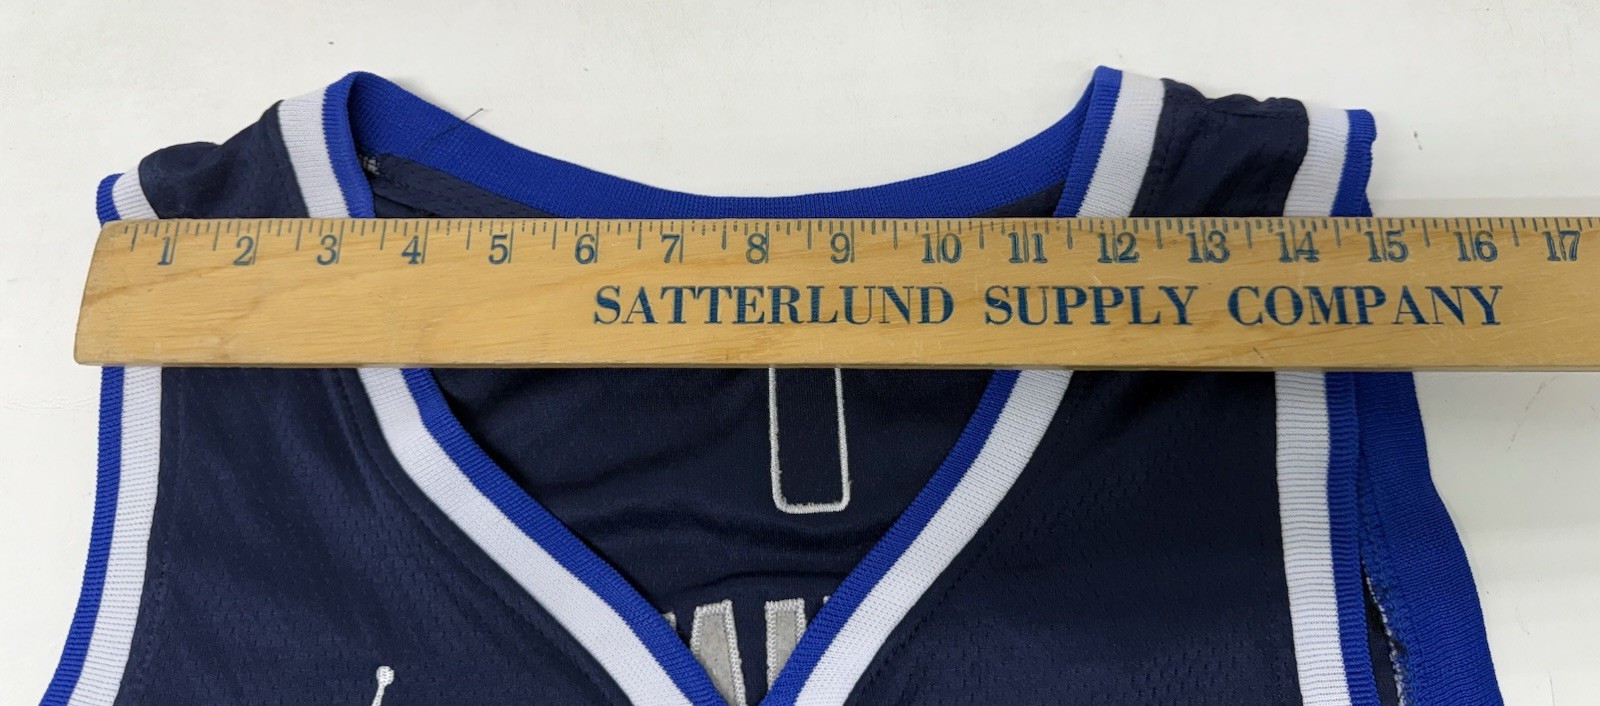 1 2 3 4 5 6 7 8 9 10 11 12 13 14 15 16 17
SATTERLUND SUPPLY COMPANY